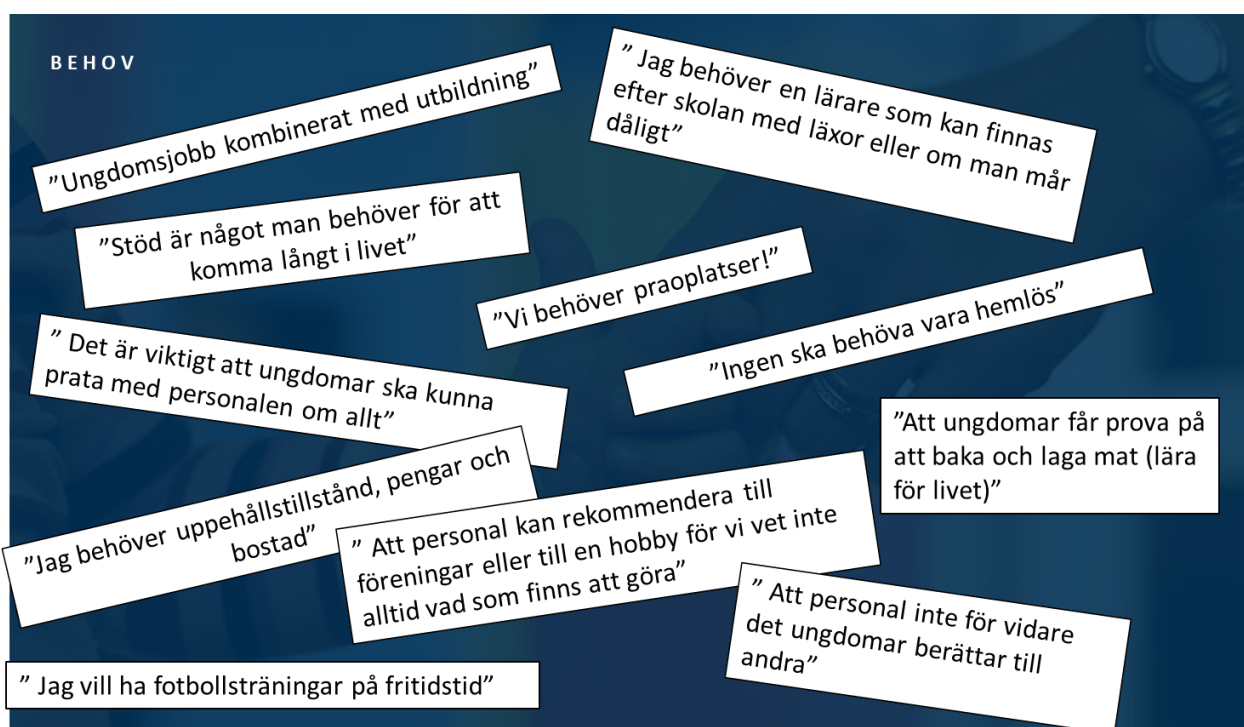 BEHOV
"Ungdomsjobb kombinerat med utbildning"
" Jag behöver en lärare som kan finnas
efter skolan med läxor eller om man mår
dåligt"
"Stöd är något man behöver för att
komma långt i livet"
"Vi behöver praoplatser!"
"Ingen ska behöva vara hemlös"
" Det är viktigt att ungdomar ska kunna
prata med personalen om allt"
"Att ungdomar får prova på
att baka och laga mat (lära
för livet)"
"Jag behöver uppehållstillstånd, pengar och
bostad"
" Att personal kan rekommendera till
föreningar eller till en hobby för vi vet inte
alltid vad som finns att göra"
" Att personal inte för vidare
det ungdomar berättar till
andra"
" Jag vill ha fotbollsträningar på fritidstid"